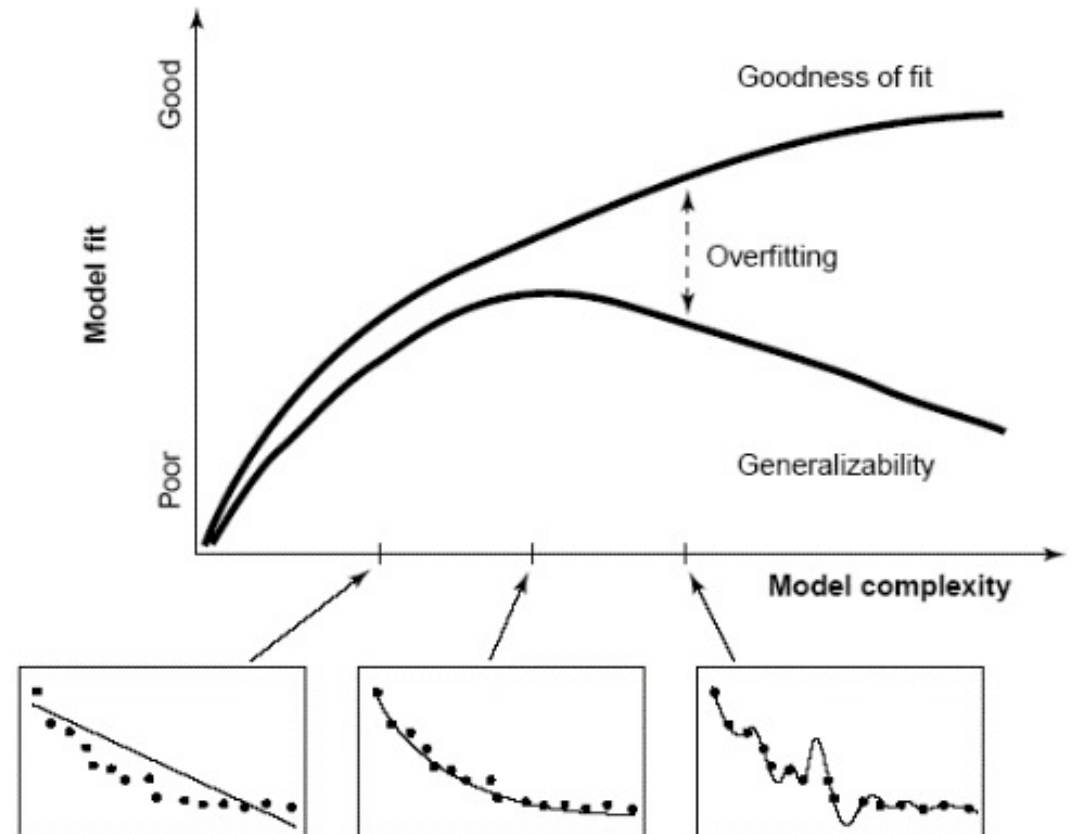 Good
Goodness of fit
Model fit
Overfitting
Poor
Generalizability
Model complexity